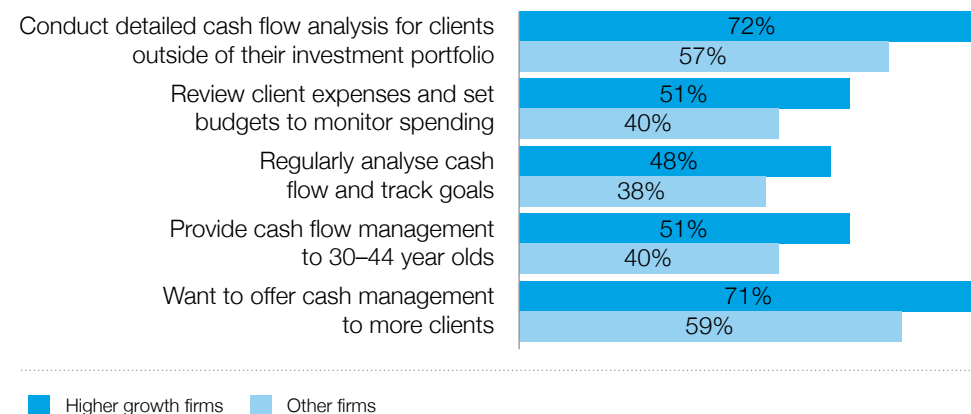 Conduct detailed cash flow analysis for clients
outside of their investment portfolio
72%
57%
Review client expenses and set
budgets to monitor spending
51%
40%
Regularly analyse cash
flow and track goals
48%
38%
Provide cash flow management
to 30–44 year olds
51%
40%
Want to offer cash management
to more clients
71%
59%
Higher growth firms
Other firms